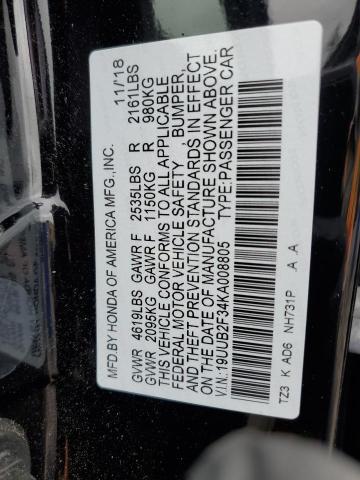 MFD.BY HONDA OF AMERICA MFG.,INC. 11/18
GVWR 4619LBS GAWR F 2535LBS R 2161LBS
GVWR 2095KG GAWR F 1150KG R 980KG
THIS VEHICLE CONFORMS TO ALL APPLICABLE
FEDERAL MOTOR VEHICLE SAFETY BUMPER,
AND THEFT PREVENTION STANDARDS IN EFFECT
ON THE DATE OF MANUFACTURE SHOWN ABOVE.
V.I.N.:19UUB2F34KA008805 TYPE:PASSENGER CAR
TZ3 K AD6 NH731P A .A